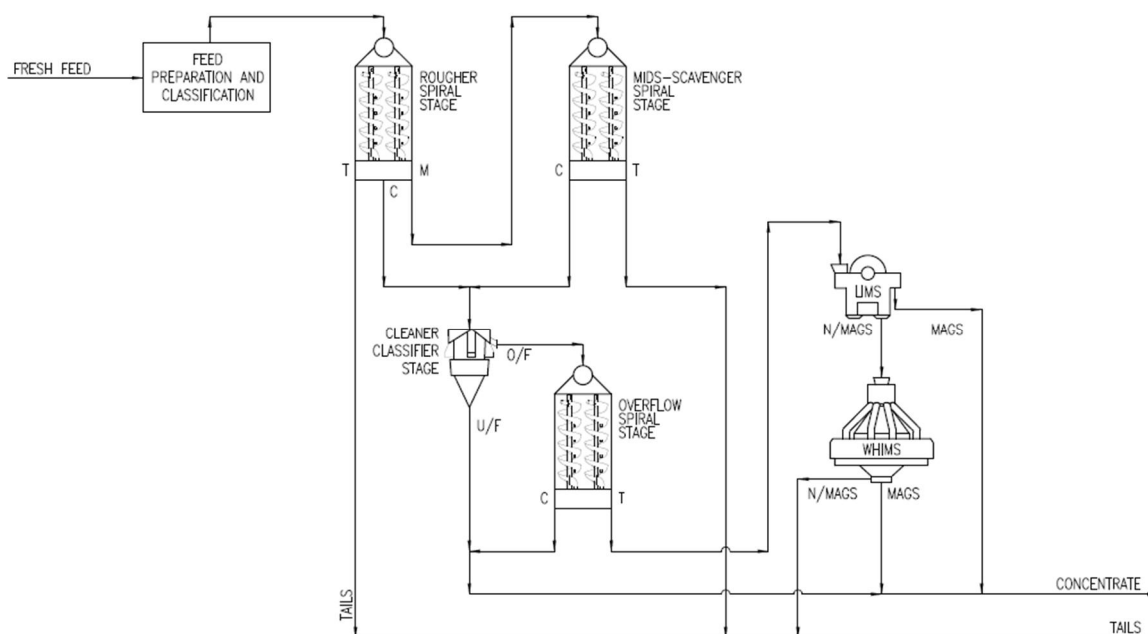 FRESH FEED
FEED
PREPARATION AND
CLASSIFICATION
ROUGHER
SPIRAL
STAGE
MIDS-SCAVENGER
SPIRAL
STAGE
T
M
C
C
T
LIMS
N/MAGS
MAGS
CLEANER
CLASSIFIER
STAGE
O/F
U/F
OVERFLOW
SPIRAL
STAGE
WHIMS
N/MAGS
MAGS
C
T
CONCENTRATE
TAILS
TAILS